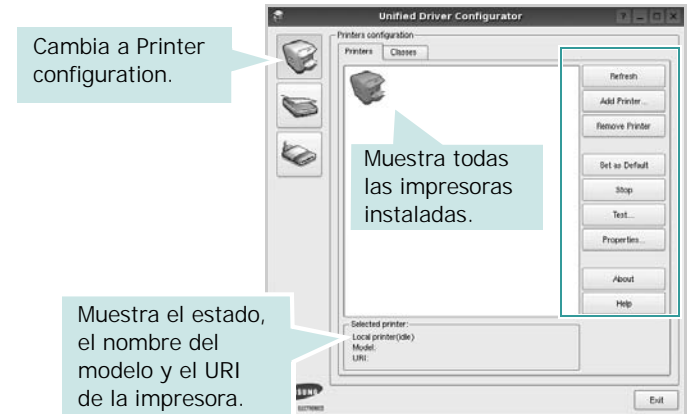 Unified Driver Configurator
Cambia a Printer
configuration.
Printers configuration
Printers Classes
Refresh
Add Printer...
Remove Printer
Set as Default
Stop
Test...
Properties...
About
Help
Muestra todas
las impresoras
instaladas.
Muestra el estado,
el nombre del
modelo y el URI
de la impresora.
Selected printer:
Local printer(idle)
Model:
URI:
Exit